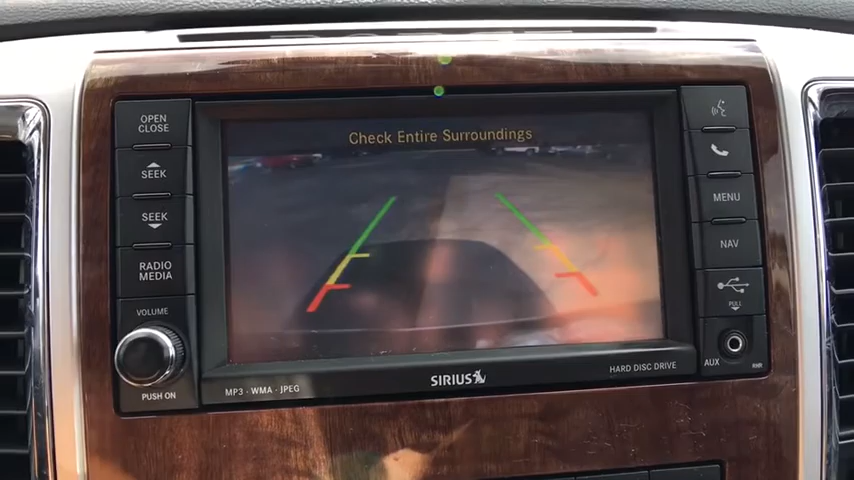 OPEN
CLOSE
SEEK
SEEK
RADIO
MEDIA
VOLUME
PUSH ON
Check Entire Surroundings
MP3 · WMA · JPEG
SIRIUS
HARD DISC DRIVE
MENU
NAV
PULL
AUX
RHR